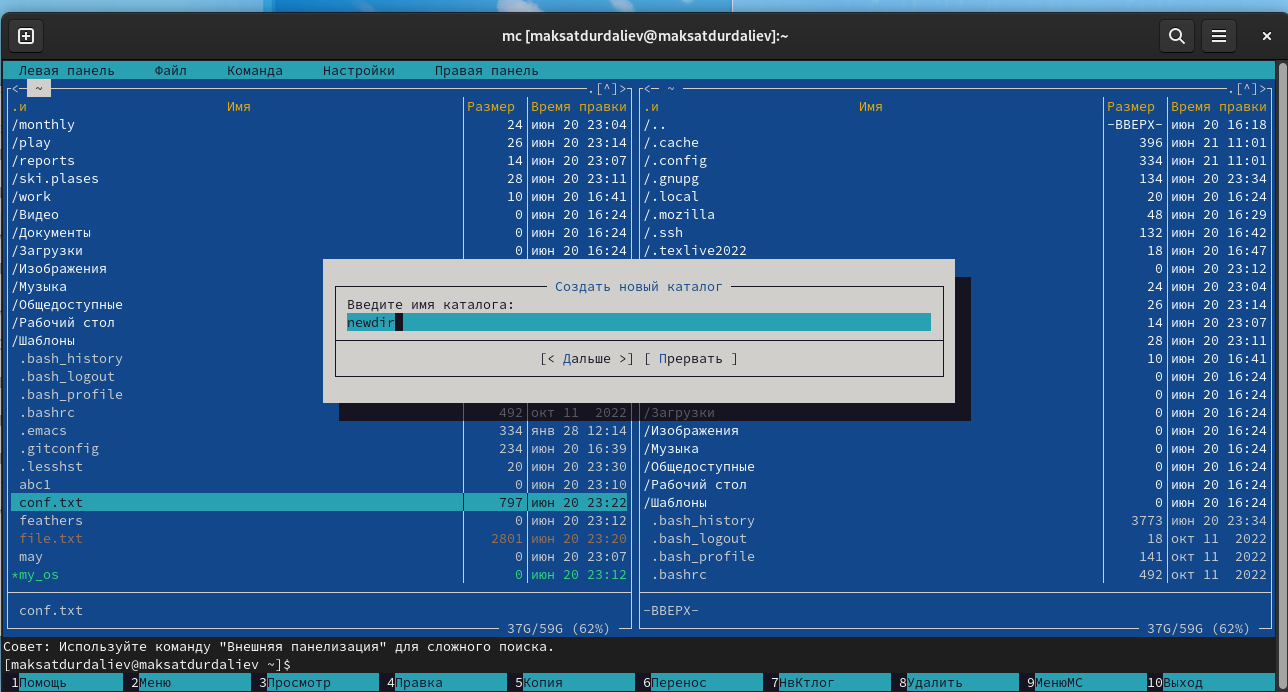 mc [maksatdurdaliev@maksatdurdaliev]:~
Левая панель Файл Команда Настройки Правая панель
<─ ~ .[^]> <─ ~ .[^]>
.и Имя Размер Время правки .и Имя Размер Время правки
/monthly 24 июн 20 23:04 /.. -ВВЕРХ- июн 20 16:18
/play 26 июн 20 23:14 /.cache 396 июн 21 11:01
/reports 14 июн 20 23:07 /.config 334 июн 21 11:01
/ski.plases 28 июн 20 23:11 /.gnupg 134 июн 20 23:34
/work 10 июн 20 16:41 /.local 20 июн 20 16:24
/Видео 0 июн 20 16:24 /.mozilla 48 июн 20 16:29
/Документы 0 июн 20 16:24 /.ssh 132 июн 20 16:42
/Загрузки 0 июн 20 16:24 /.texlive2022 18 июн 20 16:47
/Изображения 0 июн 20 23:12
/Музыка Создать новый каталог 24 июн 20 23:04
/Общедоступные Введите имя каталога: 26 июн 20 23:14
/Рабочий стол newdir 14 июн 20 23:07
/Шаблоны 28 июн 20 23:11
.bash_history [< Дальше >] [ Прервать ] 10 июн 20 16:41
.bash_logout 0 июн 20 16:24
.bash_profile 0 июн 20 16:24
.bashrc 492 окт 11 2022 /Загрузки 0 июн 20 16:24
.emacs 334 янв 28 12:14 /Изображения 0 июн 20 16:24
.gitconfig 234 июн 20 16:39 /Музыка 0 июн 20 16:24
.lesshst 20 июн 20 23:30 /Общедоступные 0 июн 20 16:24
abc1 0 июн 20 23:10 /Рабочий стол 0 июн 20 16:24
conf.txt 797 июн 20 23:22 /Шаблоны 0 июн 20 16:24
feathers 0 июн 20 23:12 .bash_history 3773 июн 20 23:34
file.txt 2801 июн 20 23:20 .bash_logout 18 окт 11 2022
may 0 июн 20 23:07 .bash_profile 141 окт 11 2022
*my_os 0 июн 20 23:12 .bashrc 492 окт 11 2022
conf.txt -ВВЕРХ-
37G/59G (62%) 37G/59G (62%)
Совет: Используйте команду "Внешняя панелизация" для сложного поиска.
[maksatdurdaliev@maksatdurdaliev ~]$
1Помощь 2Меню 3Просмотр 4Правка 5Копия 6Перенос 7НвКтлог 8Удалить 9МенюМС 10Выход